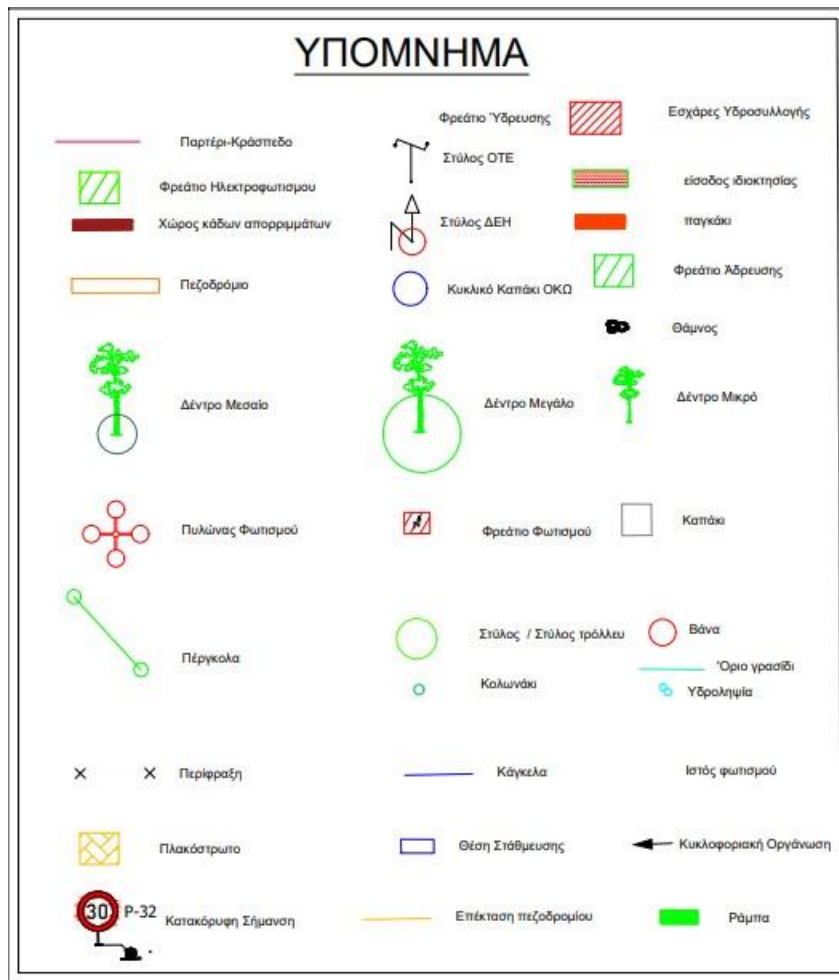 ΥΠΟΜΝΗΜΑ
Παρτέρι-Κράσπεδο
Φρεάτιο Ύδρευσης
Εσχάρες Υδροσυλλογής
Στύλος ΟΤΕ
Φρεάτιο Ηλεκτροφωτισμου
είσοδος ιδιοκτησίας
Χώρος κάδων απορριμμάτων
Στύλος ΔΕΗ
παγκάκι
Πεζοδρόμιο
Κυκλικό Καπάκι ΟΚΩ
Φρεάτιο Άδρευσης
Θάμνος
Δέντρο Μεσαίο
Δέντρο Μεγάλο
Δέντρο Μικρό
Πυλώνας Φωτισμού
Φρεάτιο Φωτισμού
Καπάκι
Πέργκολα
Στύλος / Στύλος τρόλλευ
Βάνα
Όριο γρασίδι
Κολωνάκι
Υδροληψία
Περίφραξη
Κάγκελα
Ιστός φωτισμού
Πλακόστρωτο
Θέση Στάθμευσης
Κυκλοφοριακή Οργάνωση
30 P-32
Κατακόρυφη Σήμανση
Επέκταση πεζοδρομίου
Ράμπα